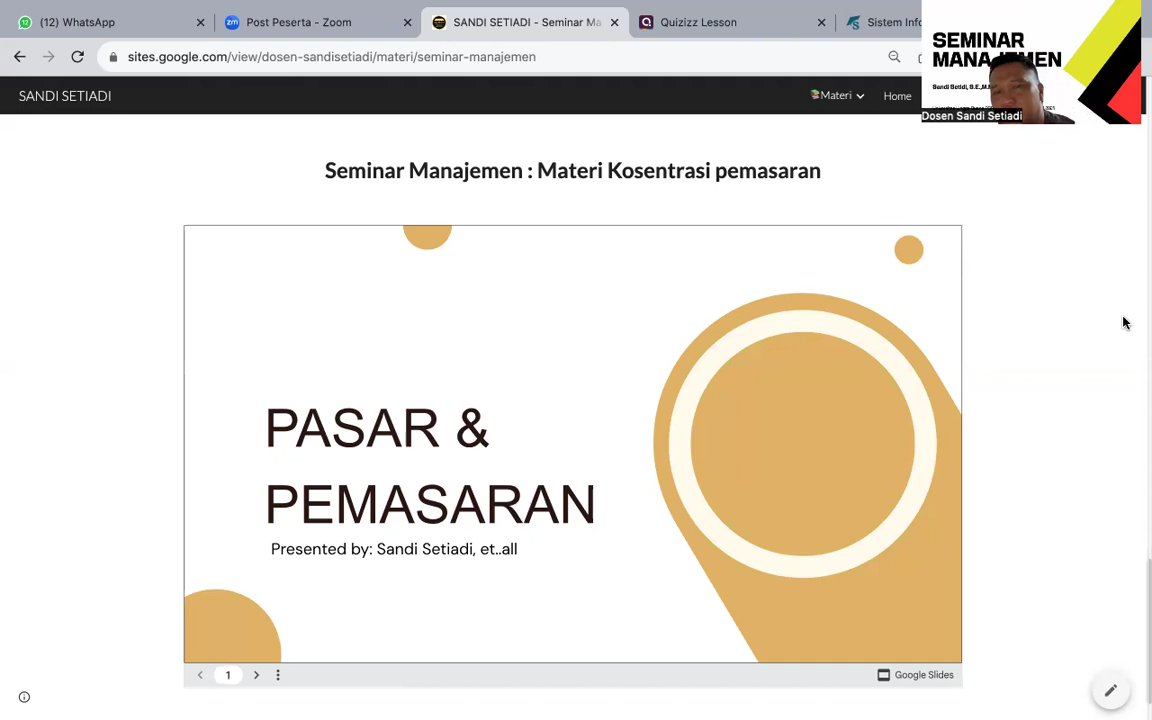 (12) WhatsApp
Post Peserta - Zoom
SANDI SETIADI - Seminar Ma
Quizizz Lesson
Sistem Info
sites.google.com/view/dosen-sandisetiadi/materi/seminar-manajemen
SEMINAR
MANAJEMEN
Dosen Sandi Setiadi
SANDI SETIADI
Materi
Home
Seminar Manajemen : Materi Kosentrasi pemasaran
PASAR &
PEMASARAN
Presented by: Sandi Setiadi, et..all
1
Google Slides